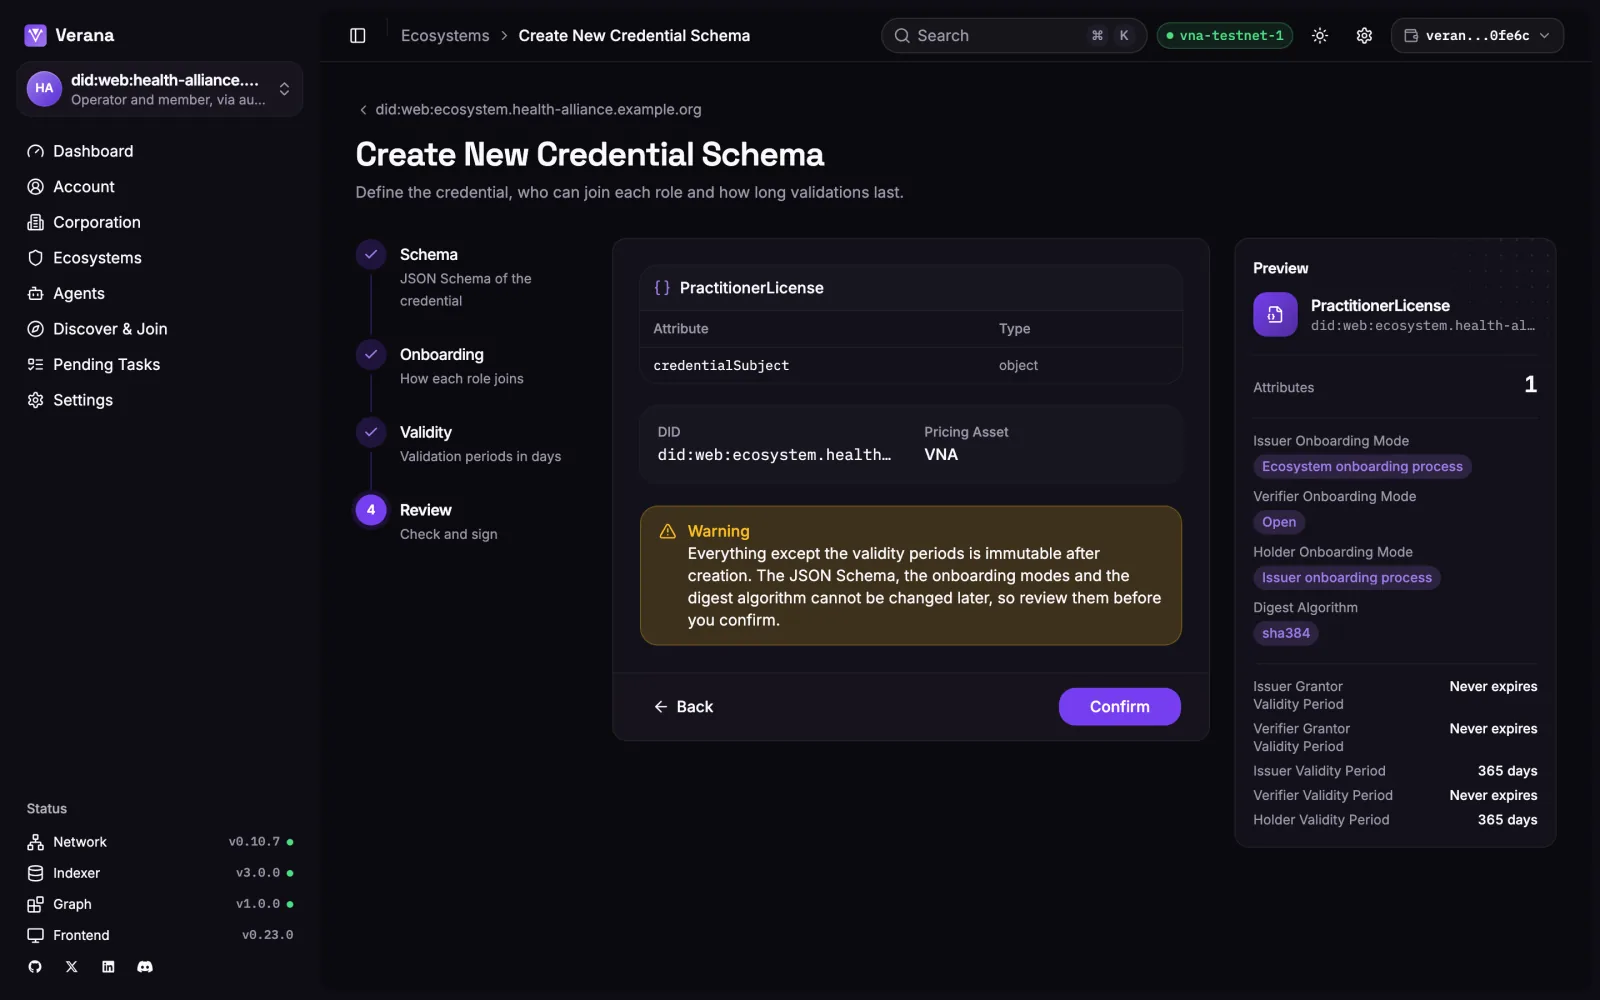 Verana
HA
did:web:health-alliance....
Operator and member, via au...
Dashboard
Account
Corporation
Ecosystems
Agents
Discover & Join
Pending Tasks
Settings
Status
Network v0.10.7
Indexer v3.0.0
Graph v1.0.0
Frontend v0.23.0
Ecosystems > Create New Credential Schema
Search ⌘ K
vna-testnet-1
veran...0fe6c
< did:web:ecosystem.health-alliance.example.org
Create New Credential Schema
Define the credential, who can join each role and how long validations last.
Schema
JSON Schema of the
credential
Onboarding
How each role joins
Validity
Validation periods in days
4 Review
Check and sign
{ } PractitionerLicense
Attribute Type
credentialSubject object
DID Pricing Asset
did:web:ecosystem.health… VNA
Warning
Everything except the validity periods is immutable after
creation. The JSON Schema, the onboarding modes and the
digest algorithm cannot be changed later, so review them before
you confirm.
← Back
Confirm
Preview
PractitionerLicense
did:web:ecosystem.health-al…
Attributes 1
Issuer Onboarding Mode
Ecosystem onboarding process
Verifier Onboarding Mode
Open
Holder Onboarding Mode
Issuer onboarding process
Digest Algorithm
sha384
Issuer Grantor Never expires
Validity Period
Verifier Grantor Never expires
Validity Period
Issuer Validity Period 365 days
Verifier Validity Period Never expires
Holder Validity Period 365 days